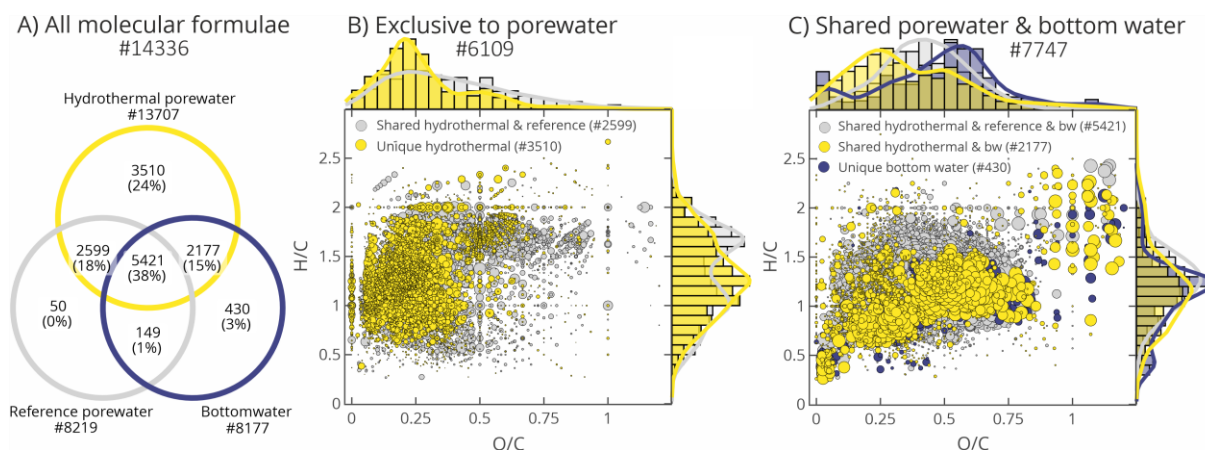 A) All molecular formulae
#14336
Hydrothermal porewater
#13707
3510
(24%)
2599
(18%)
5421
(38%)
2177
(15%)
50
(0%)
149
(1%)
430
(3%)
Reference porewater
#8219
Bottomwater
#8177
B) Exclusive to porewater
#6109
Shared hydrothermal & reference (#2599)
Unique hydrothermal (#3510)
2.5
2
1.5
1
0.5
0
H/C
0
0.25
0.5
0.75
1
O/C
C) Shared porewater & bottom water
#7747
Shared hydrothermal & reference & bw (#5421)
Shared hydrothermal & bw (#2177)
Unique bottom water (#430)
2.5
2
1.5
1
0.5
0
H/C
0
0.25
0.5
0.75
1
O/C